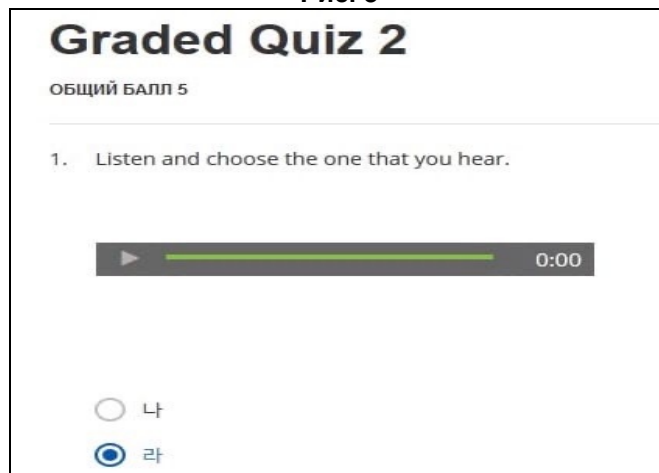 Graded Quiz 2
ОБЩИЙ БАЛЛ 5
1. Listen and choose the one that you hear.
0:00
나
라